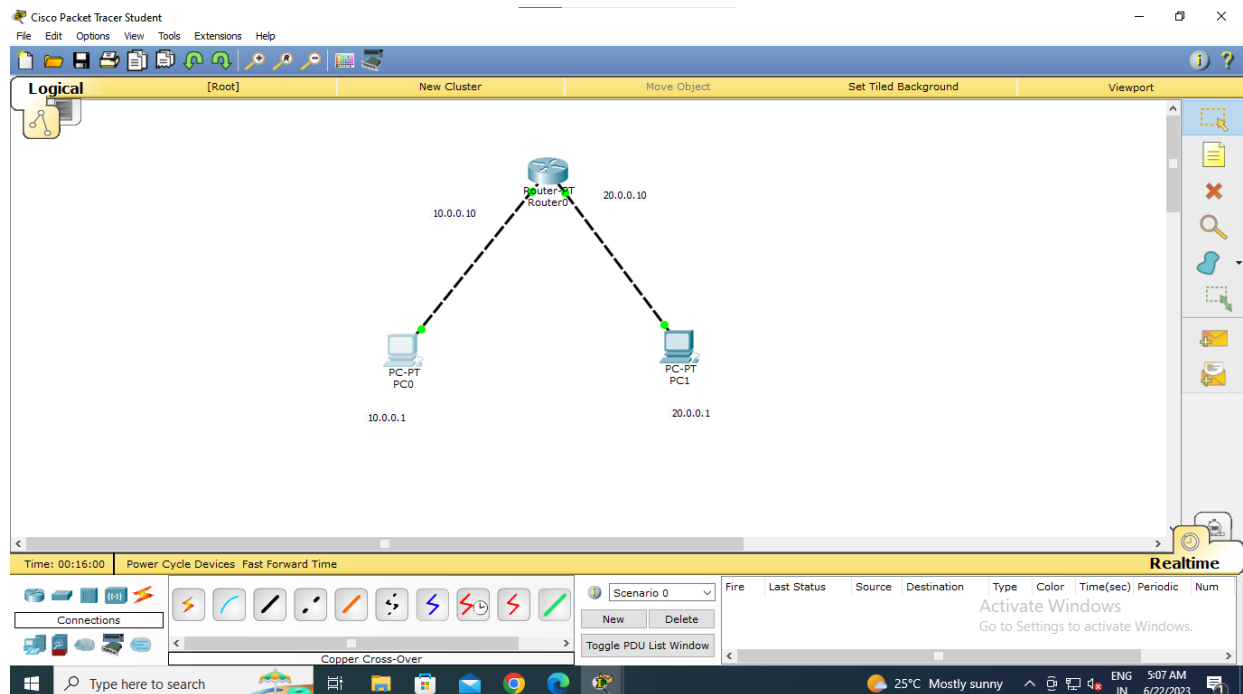 Cisco Packet Tracer Student
File Edit Options View Tools Extensions Help
Logical [Root] New Cluster Move Object Set Tiled Background Viewport
Router-PT
Router0
20.0.0.10
10.0.0.10
PC-PT
PC0
PC-PT
PC1
10.0.0.1
20.0.0.1
Time: 00:16:00 Power Cycle Devices Fast Forward Time Realtime
Connections
Copper Cross-Over
Scenario 0
New Delete
Toggle PDU List Window
Fire Last Status Source Destination Type Color Time(sec) Periodic Num
Activate Windows
Go to Settings to activate Windows.
Type here to search
25°C Mostly sunny
ENG
IN
5:07 AM
6/22/2023